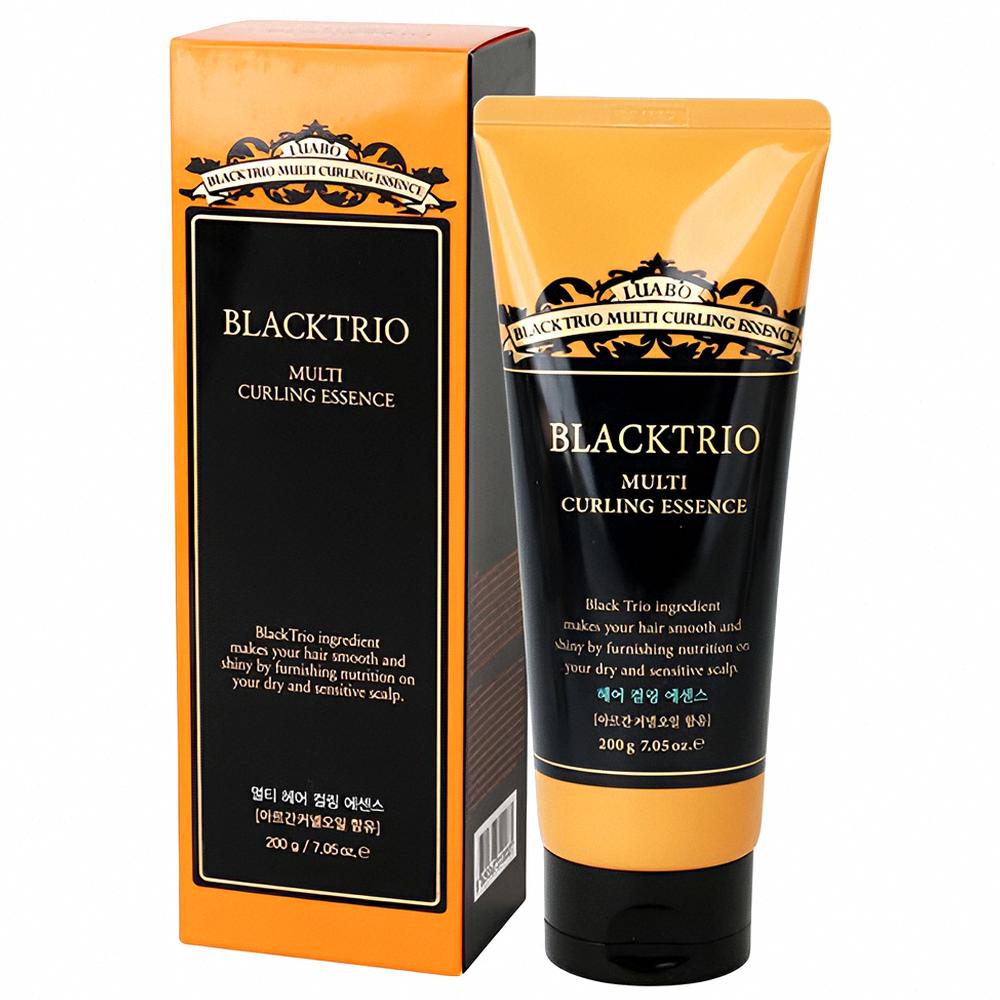 LUABO
BLACKTRIO MULTI CURLING ESSENCE
BLACKTRIO
MULTI
CURLING ESSENCE
BlackTrio ingredient
makes your hair smooth and
shiny by furnishing nutrition on
your dry and sensitive scalp.
멀티 헤어 컬링 에센스
[아르간커넬오일 함유]
200 g / 7.05 oz. ℮
LUABO
BLACKTRIO MULTI CURLING ESSENCE
BLACKTRIO
MULTI
CURLING ESSENCE
Black Trio ingredient
makes your hair smooth and
shiny by furnishing nutrition on
your dry and sensitive scalp.
헤어 컬링 에센스
[아르간커넬오일 함유]
200 g 7.05 oz. ℮